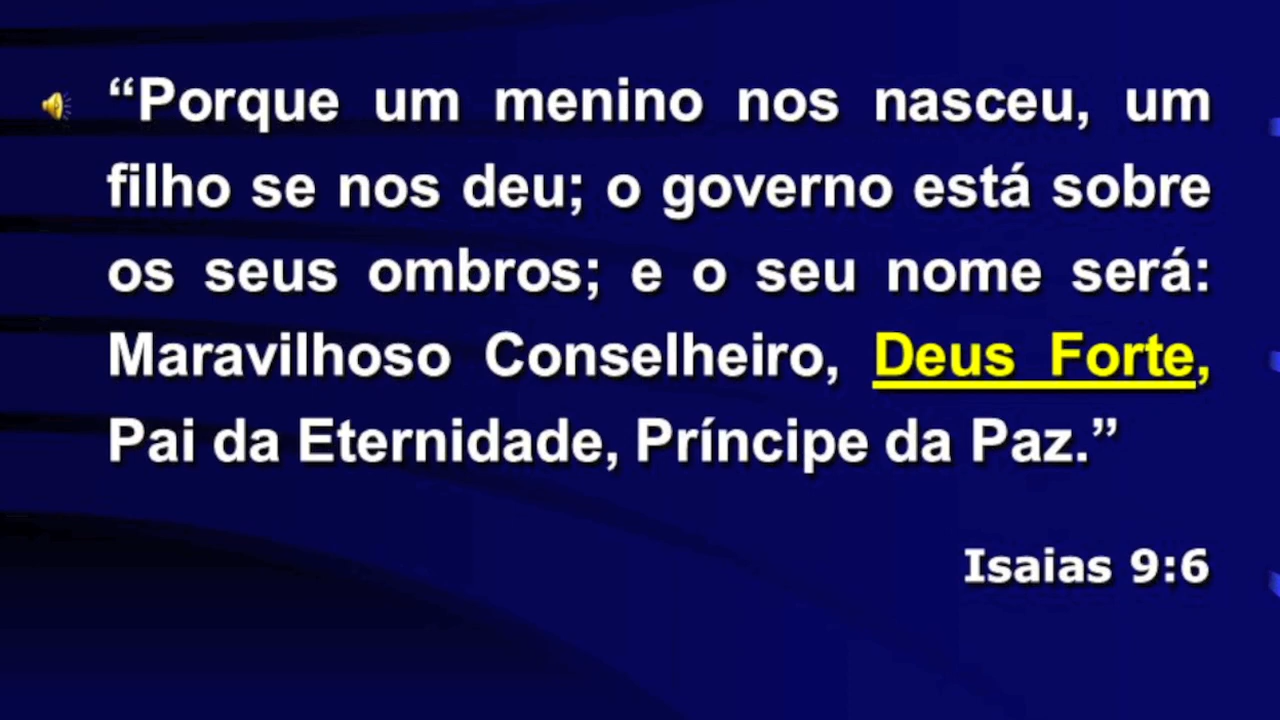 “Porque um menino nos nasceu, um
filho se nos deu; o governo está sobre
os seus ombros; e o seu nome será:
Maravilhoso Conselheiro, Deus Forte,
Pai da Eternidade, Príncipe da Paz.”
Isaias 9:6